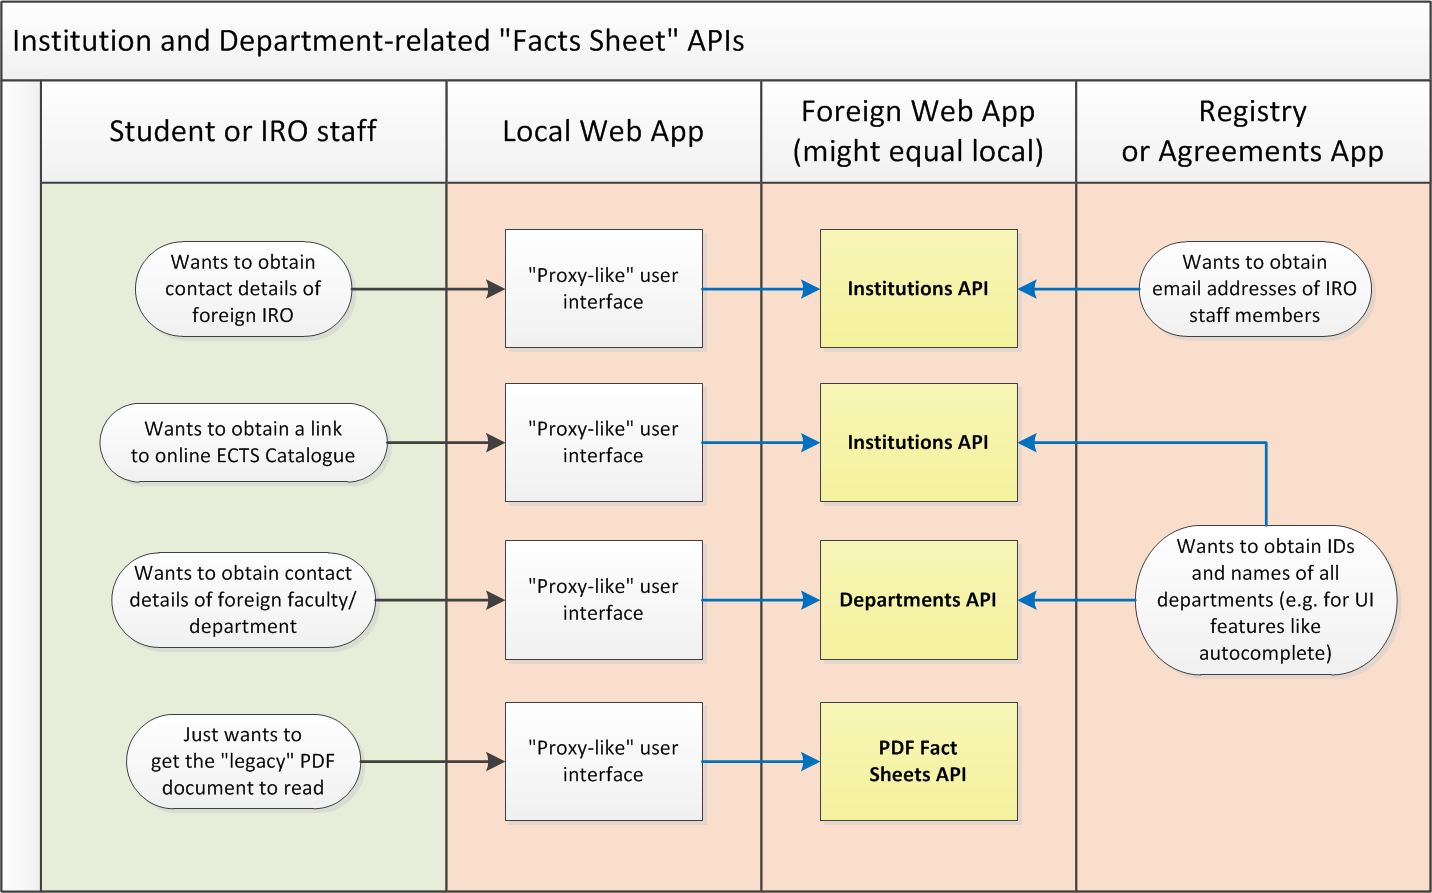 Institution and Department-related "Facts Sheet" APIs
Student or IRO staff
Local Web App
Foreign Web App
(might equal local)
Registry
or Agreements App
Wants to obtain
contact details of
foreign IRO
"Proxy-like" user
interface
Institutions API
Wants to obtain
email addresses of IRO
staff members
Wants to obtain a link
to online ECTS Catalogue
"Proxy-like" user
interface
Institutions API
Wants to obtain contact
details of foreign faculty/
department
"Proxy-like" user
interface
Departments API
Wants to obtain IDs
and names of all
departments (e.g. for UI
features like
autocomplete)
Just wants to
get the "legacy" PDF
document to read
"Proxy-like" user
interface
PDF Fact
Sheets API